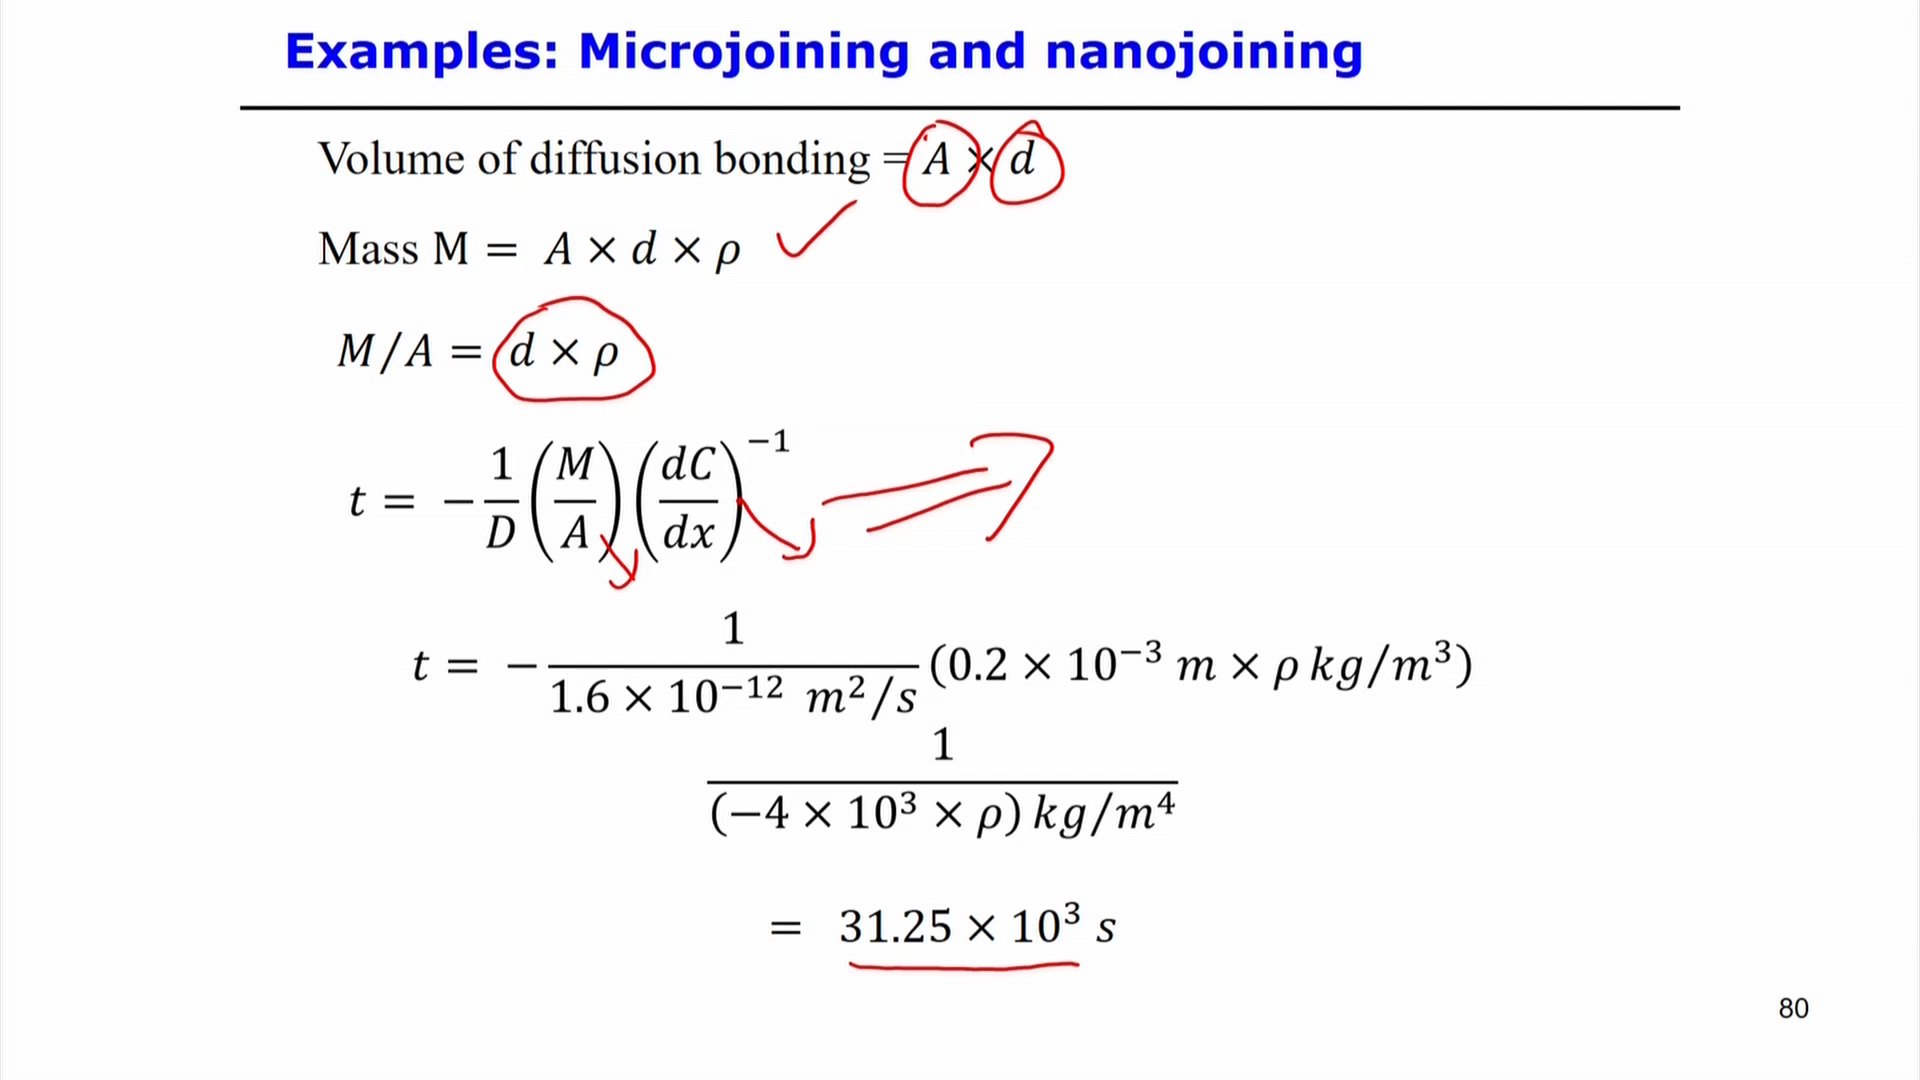 Examples: Microjoining and nanojoining
Volume of diffusion bonding = A × d
Mass M = A × d × ρ
M/A = d × ρ
t = − 1/D (M/A) (dC/dx)⁻¹
t = − 1/(1.6 × 10⁻¹² m²/s) (0.2 × 10⁻³ m × ρ kg/m³)
1/((−4 × 10³ × ρ) kg/m⁴)
= 31.25 × 10³ s
80